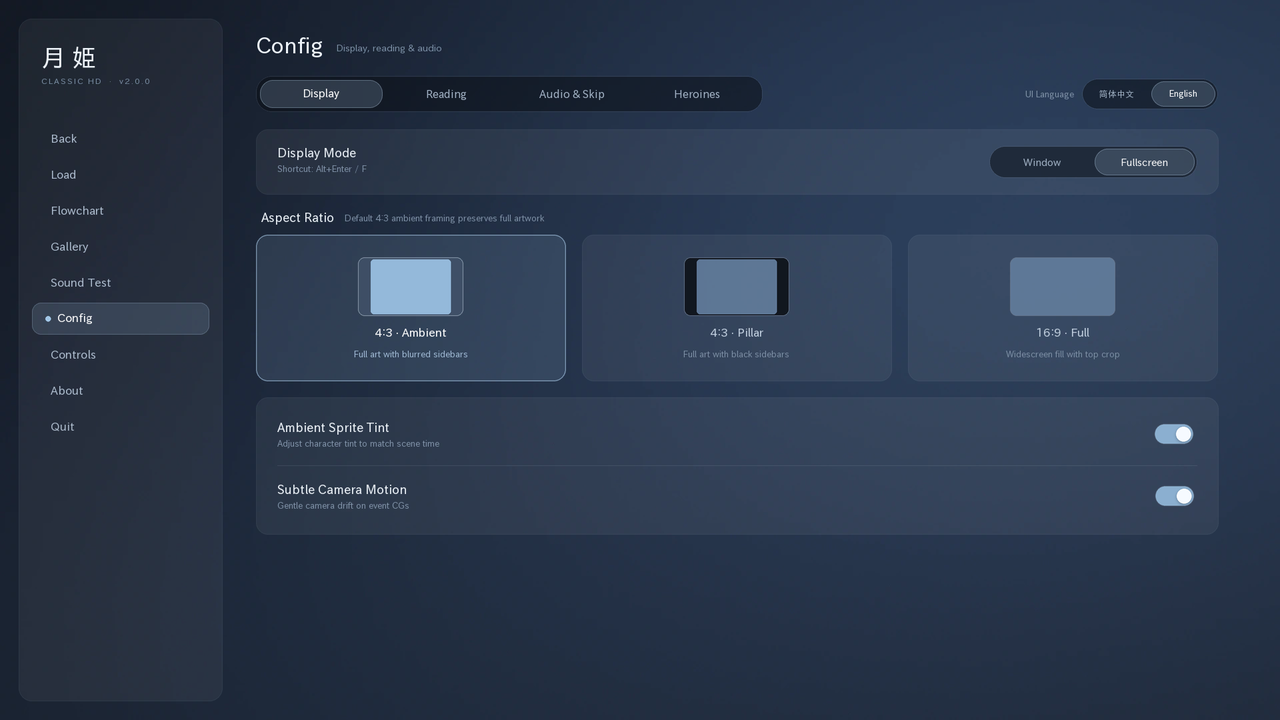 月姫
CLASSIC HD · v2.0.0
Back
Load
Flowchart
Gallery
Sound Test
Config
Controls
About
Quit
Config Display, reading & audio
Display Reading Audio & Skip Heroines
UI Language 简体中文 English
Display Mode
Shortcut: Alt+Enter / F
Window Fullscreen
Aspect Ratio Default 4:3 ambient framing preserves full artwork
4:3 · Ambient
Full art with blurred sidebars
4:3 · Pillar
Full art with black sidebars
16:9 · Full
Widescreen fill with top crop
Ambient Sprite Tint
Adjust character tint to match scene time
Subtle Camera Motion
Gentle camera drift on event CGs